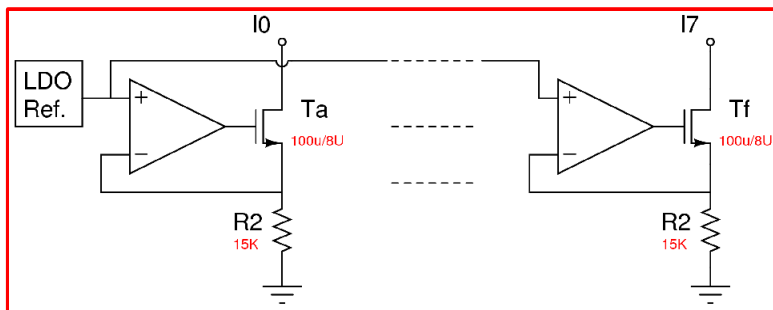 I0
I7
LDO
Ref.
+
+
Ta
Tf
100u/8U
100u/8U
−
−
R2
R2
15K
15K